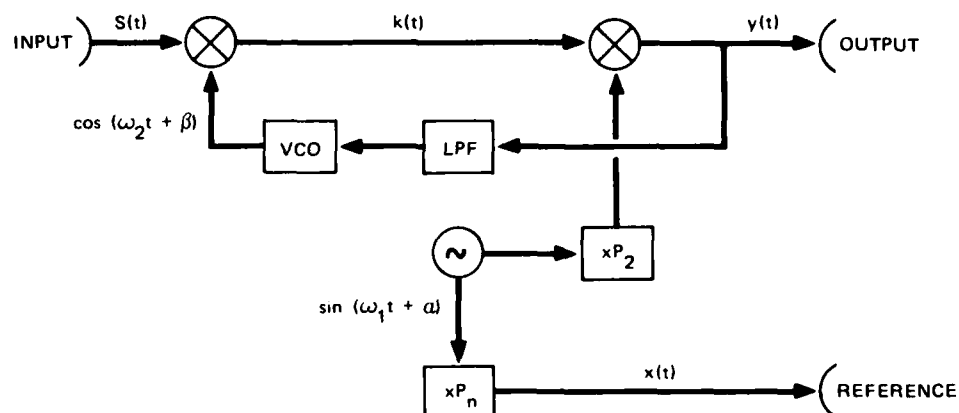 INPUT
S(t)
k(t)
y(t)
OUTPUT
cos (ω₂t + β)
VCO
LPF
~
xP₂
sin (ω₁t + α)
xPₙ
x(t)
REFERENCE